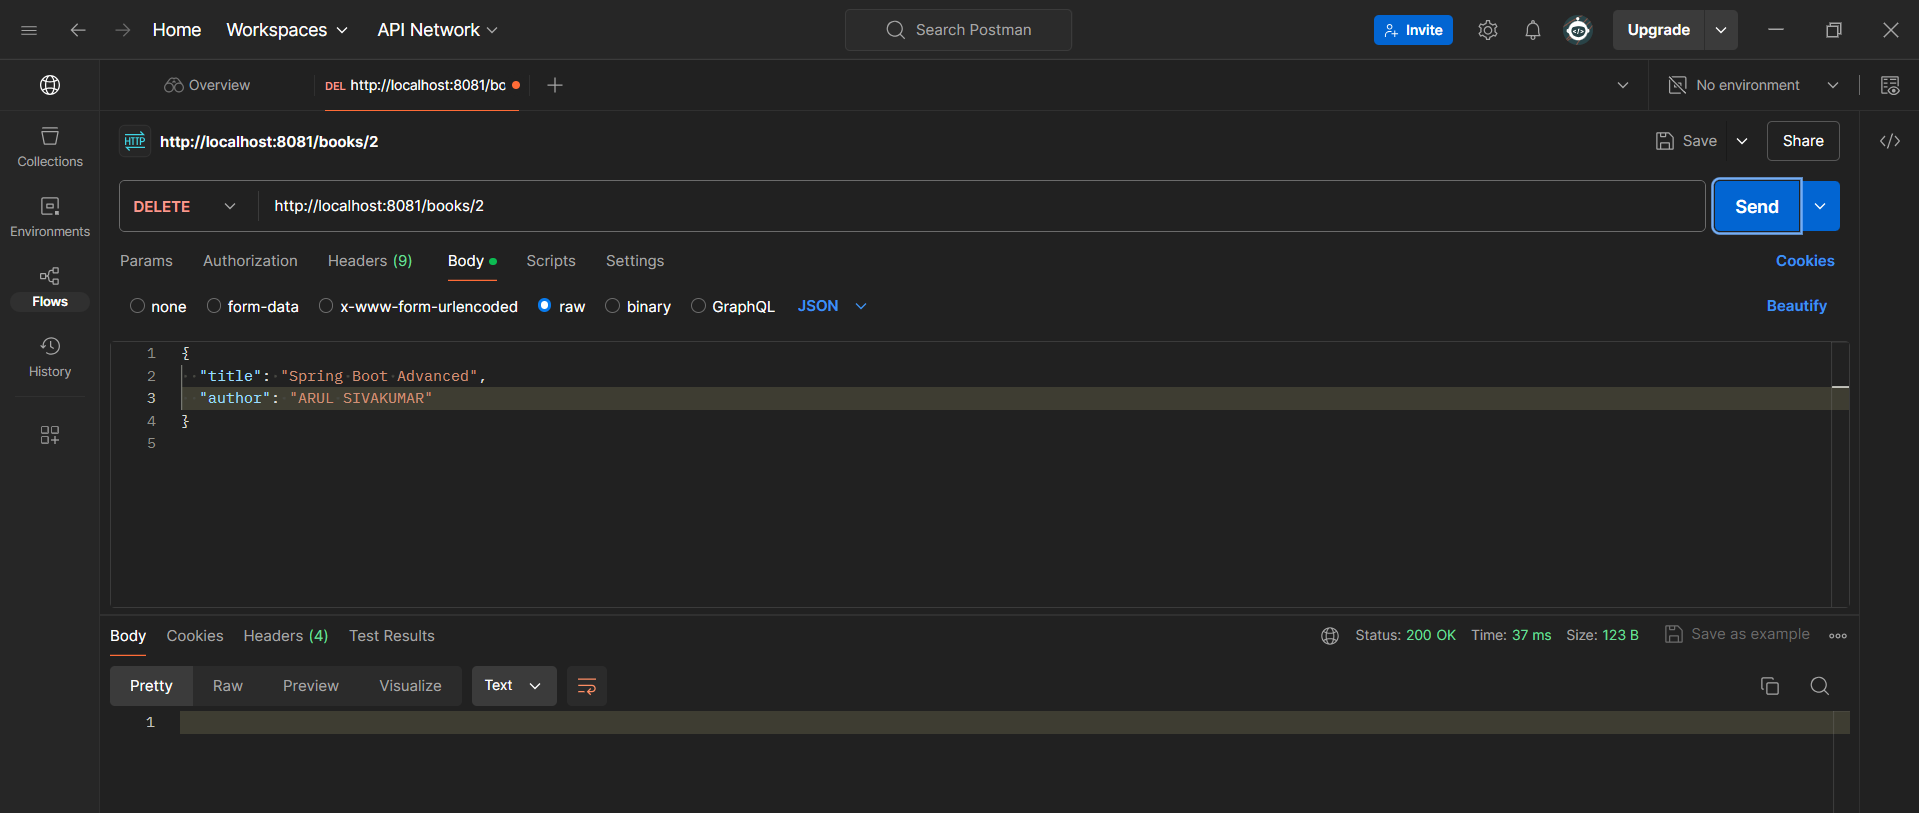 Home Workspaces API Network Search Postman Invite Upgrade
Overview DEL http://localhost:8081/bo No environment
HTTP http://localhost:8081/books/2 Save Share
Collections
DELETE http://localhost:8081/books/2 Send
Environments
Params Authorization Headers (9) Body Scripts Settings Cookies
Flows
none form-data x-www-form-urlencoded raw binary GraphQL JSON Beautify
History
1 {
2 "title": "Spring Boot Advanced",
3 "author": "ARUL SIVAKUMAR"
4 }
5
Body Cookies Headers (4) Test Results Status: 200 OK Time: 37 ms Size: 123 B Save as example
Pretty Raw Preview Visualize Text
1